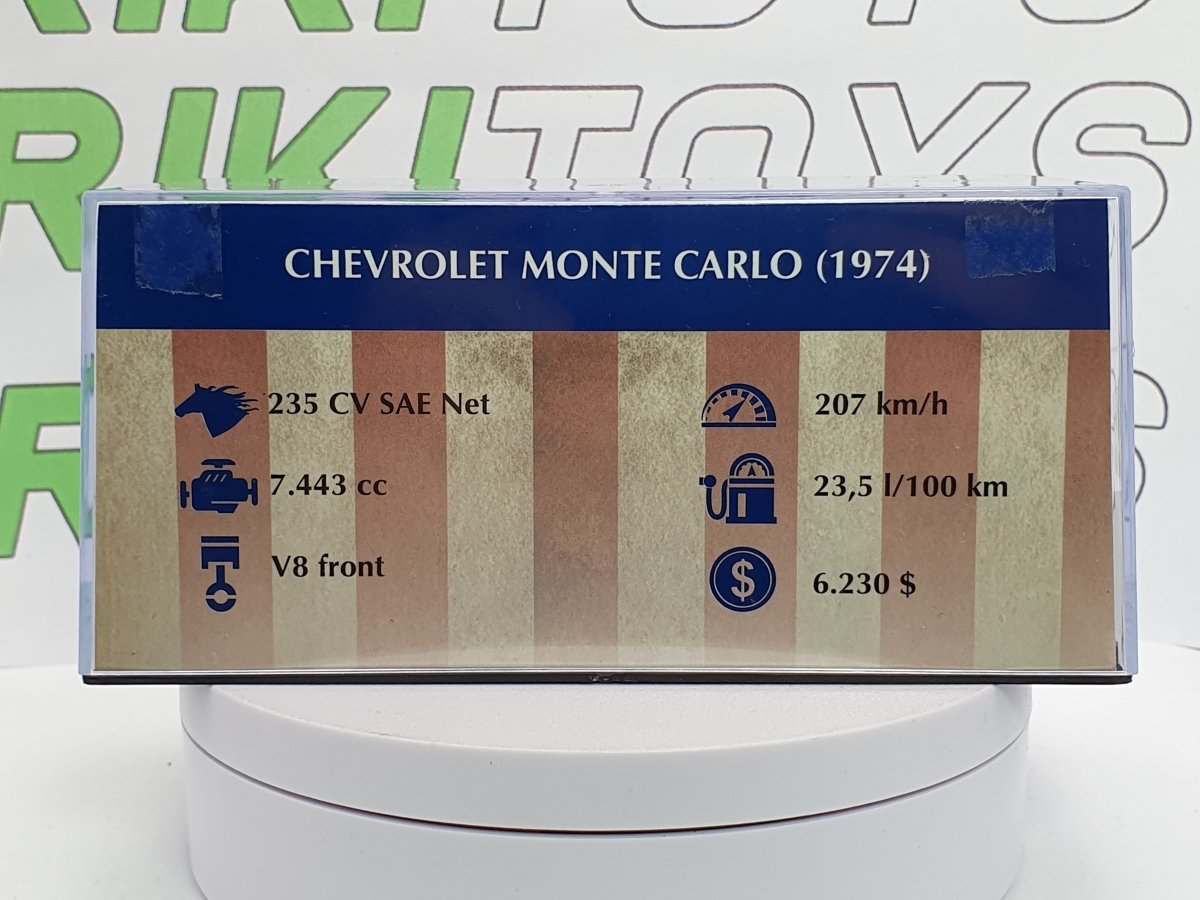 RIKITOYS
RIKITOYS
CHEVROLET MONTE CARLO (1974)
235 CV SAE Net
207 km/h
7.443 cc
23,5 l/100 km
V8 front
$
6.230 $